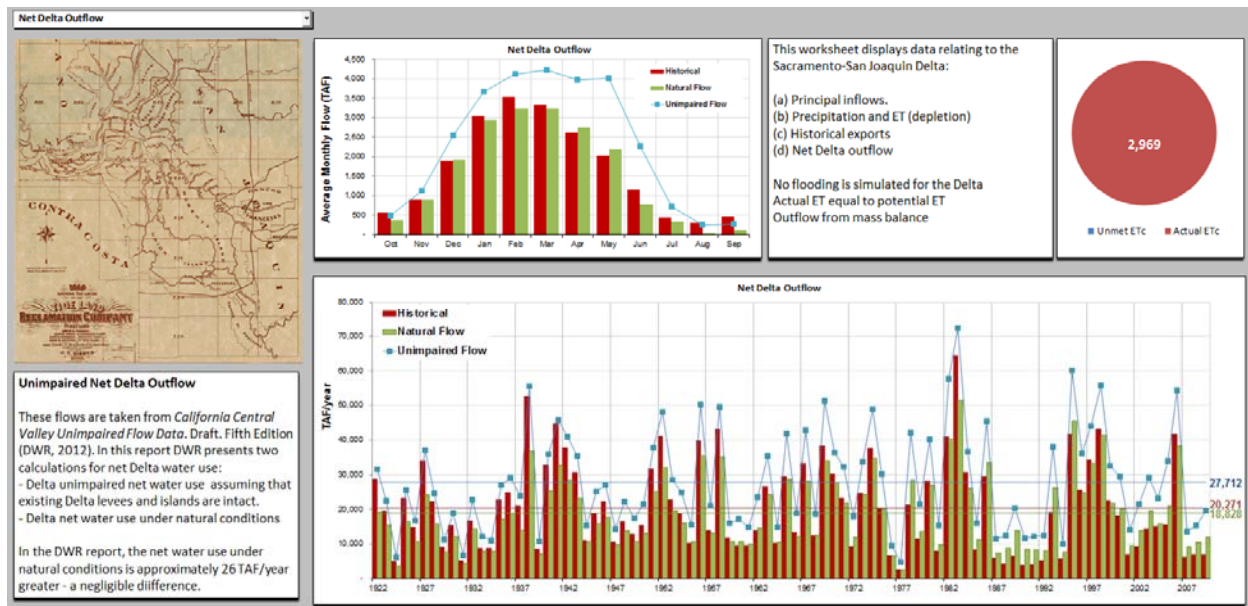 Net Delta Outflow
Net Delta Outflow
Average Monthly Flow (TAF)
4,500
4,000
3,500
3,000
2,500
2,000
1,500
1,000
500
-
Historical
Natural Flow
Unimpaired Flow
Oct Nov Dec Jan Feb Mar Apr May Jun Jul Aug Sep
This worksheet displays data relating to the
Sacramento-San Joaquin Delta:
(a) Principal inflows.
(b) Precipitation and ET (depletion)
(c) Historical exports
(d) Net Delta outflow
No flooding is simulated for the Delta
Actual ET equal to potential ET
Outflow from mass balance
2,969
Unmet ETc Actual ETc
CONTRA COSTA
RECLAMATION COMPANY
Unimpaired Net Delta Outflow
These flows are taken from California Central
Valley Unimpaired Flow Data. Draft. Fifth Edition
(DWR, 2012). In this report DWR presents two
calculations for net Delta water use:
- Delta unimpaired net water use assuming that
existing Delta levees and islands are intact.
- Delta net water use under natural conditions
In the DWR report, the net water use under
natural conditions is approximately 26 TAF/year
greater - a negligible diifference.
Net Delta Outflow
TAF/year
80,000
70,000
60,000
50,000
40,000
30,000
20,000
10,000
-
Historical
Natural Flow
Unimpaired Flow
27,712
20,271
18,828
1922 1927 1932 1937 1942 1947 1952 1957 1962 1967 1972 1977 1982 1987 1992 1997 2002 2007